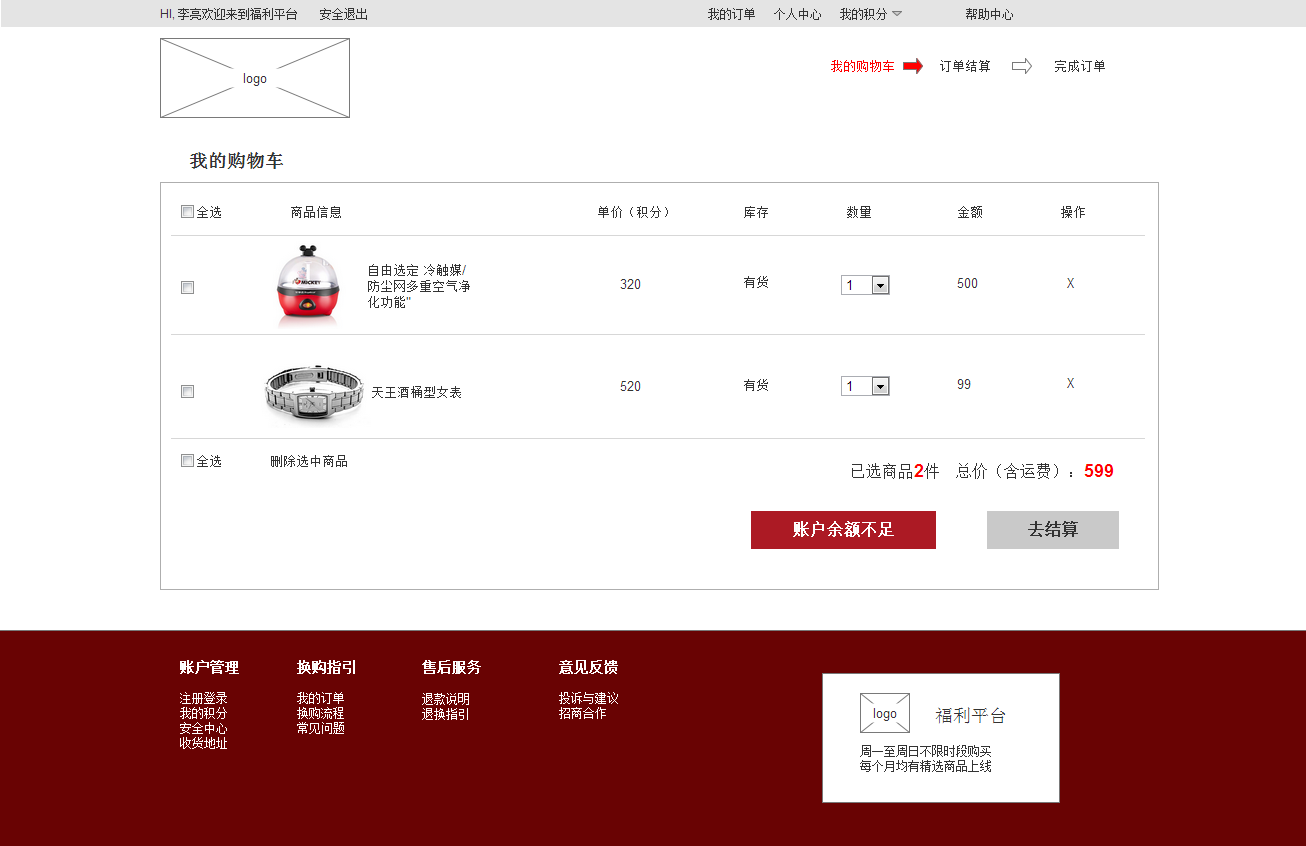 HI, 李亮欢迎来到福利平台 安全退出 我的订单 个人中心 我的积分 帮助中心
logo
我的购物车 订单结算 完成订单
我的购物车
全选 商品信息 单价（积分） 库存 数量 金额 操作
自由选定 冷触媒/
防尘网多重空气净
化功能"
320 有货 1 500 X
MICKEY
天王酒桶型女表 520 有货 1 99 X
全选 删除选中商品
已选商品2件 总价（含运费）：599
账户余额不足 去结算
账户管理 换购指引 售后服务 意见反馈
注册登录 我的订单 退款说明 投诉与建议
我的积分 换购流程 退换指引 招商合作
安全中心 常见问题
收货地址
logo 福利平台
周一至周日不限时段购买
每个月均有精选商品上线